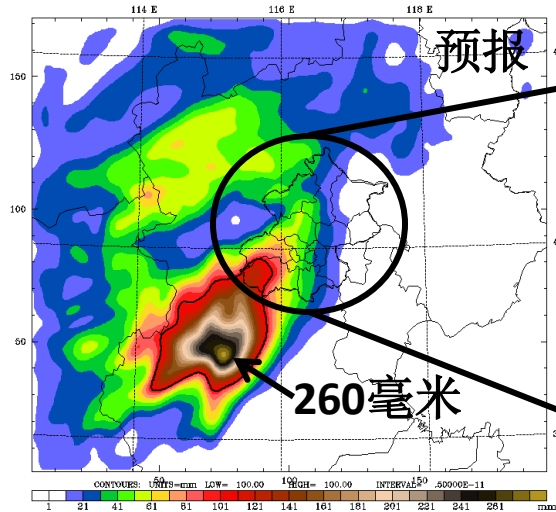 114 E 116 E 118 E
预报
150
100
50
260毫米
50 100 150
CONTOURS: UNITS=mm LOW= 100.00 HIGH= 100.00 INTERVAL= .50000E-11
1 21 41 61 81 101 121 141 161 181 201 221 241 261 mm